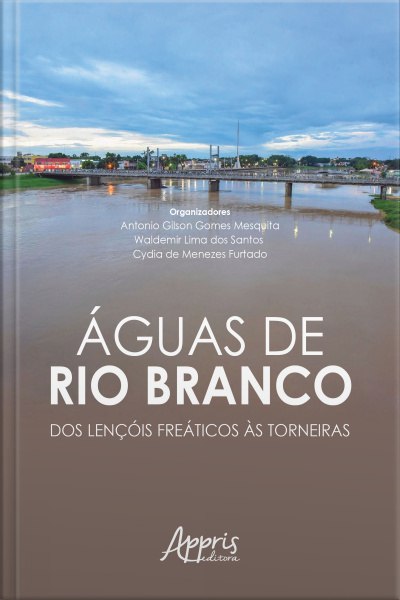 Organizadores
Antonio Gilson Gomes Mesquita
Waldemir Lima dos Santos
Cydia de Menezes Furtado
ÁGUAS DE
RIO BRANCO
DOS LENÇÓIS FREÁTICOS ÀS TORNEIRAS
Appris
editora